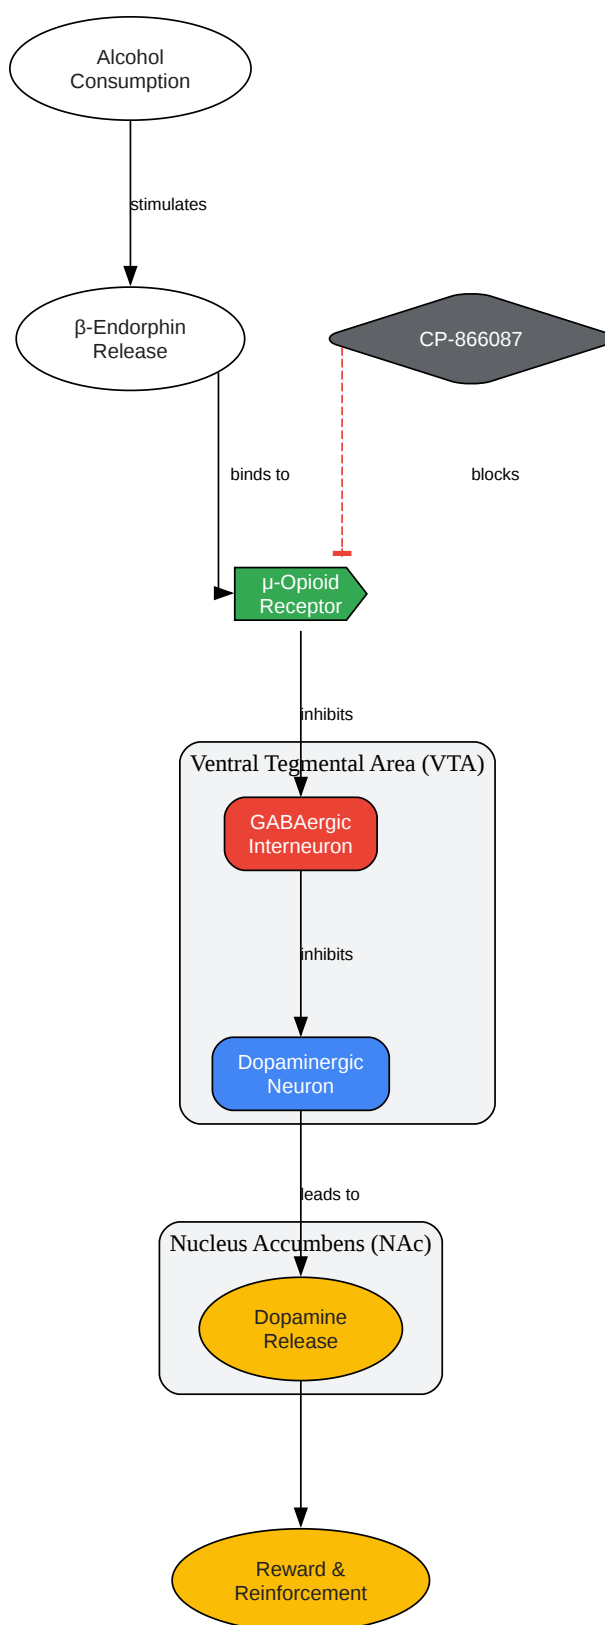 Alcohol
Consumption
stimulates
β-Endorphin
Release
CP-866087
binds to
blocks
μ-Opioid
Receptor
inhibits
Ventral Tegmental Area (VTA)
GABAergic
Interneuron
inhibits
Dopaminergic
Neuron
leads to
Nucleus Accumbens (NAc)
Dopamine
Release
Reward &
Reinforcement